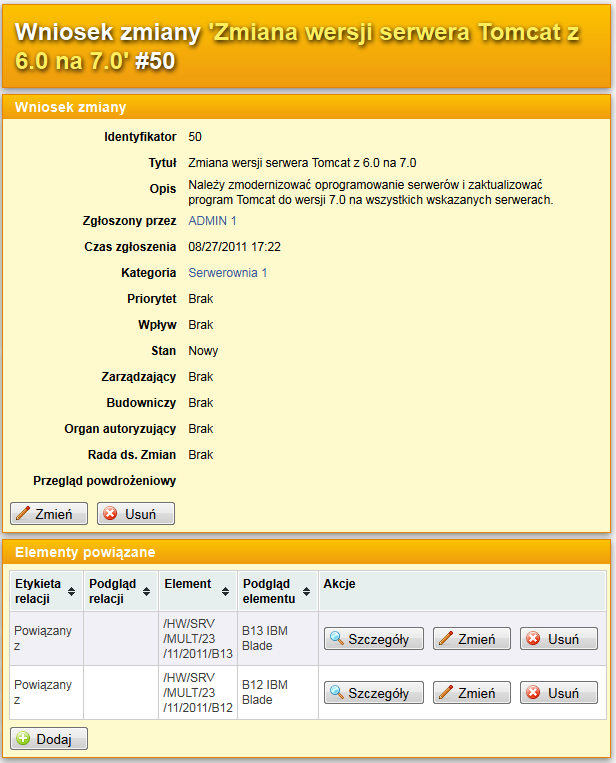 Wniosek zmiany 'Zmiana wersji serwera Tomcat z
6.0 na 7.0' #50
Wniosek zmiany
Identyfikator 50
Tytuł Zmiana wersji serwera Tomcat z 6.0 na 7.0
Opis Należy zmodernizować oprogramowanie serwerów i zaktualizować
program Tomcat do wersji 7.0 na wszystkich wskazanych serwerach.
Zgłoszony przez ADMIN 1
Czas zgłoszenia 08/27/2011 17:22
Kategoria Serwerownia 1
Priorytet Brak
Wpływ Brak
Stan Nowy
Zarządzający Brak
Budowniczy Brak
Organ autoryzujący Brak
Rada ds. Zmian Brak
Przegląd powdrożeniowy
Zmień Usuń
Elementy powiązane
Etykieta Podgląd Element Podgląd Akcje
relacji relacji elementu
/HW/SRV
Powiązany /MULT/23 B13 IBM Szczegóły Zmień Usuń
z /11/2011/B13 Blade
/HW/SRV
Powiązany /MULT/23 B12 IBM Szczegóły Zmień Usuń
z /11/2011/B12 Blade
Dodaj